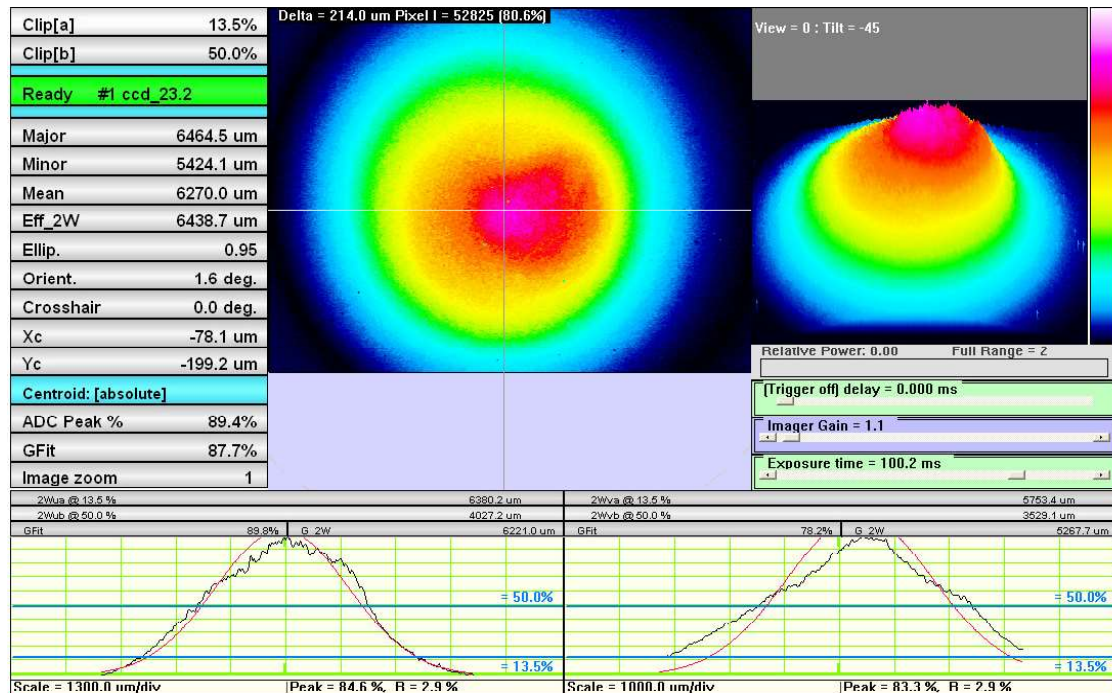 Clip[a] 13.5%
Clip[b] 50.0%
Ready #1 ccd_23.2
Major 6464.5 um
Minor 5424.1 um
Mean 6270.0 um
Eff_2W 6438.7 um
Ellip. 0.95
Orient. 1.6 deg.
Crosshair 0.0 deg.
Xc -78.1 um
Yc -199.2 um
Centroid: [absolute]
ADC Peak % 89.4%
GFit 87.7%
Image zoom 1
Delta = 214.0 um Pixel I = 52825 (80.6%)
View = 0 : Tilt = -45
Relative Power: 0.00 Full Range = 2
(Trigger off) delay = 0.000 ms
Imager Gain = 1.1
Exposure time = 100.2 ms
2Wua @ 13.5 % 6380.2 um
2Wub @ 50.0 % 4027.2 um
GFit 89.8% G_2W 6221.0 um
= 50.0%
= 13.5%
Scale = 1300.0 um/div Peak = 84.6 %, B = 2.9 %
2Wva @ 13.5 % 5753.4 um
2Wvb @ 50.0 % 3529.1 um
GFit 78.2% G_2W 5267.7 um
= 50.0%
= 13.5%
Scale = 1000.0 um/div Peak = 83.3 %, B = 2.9 %